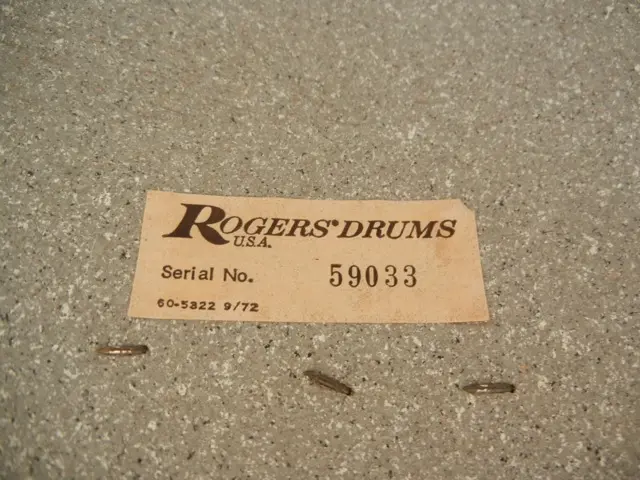 ROGERS DRUMS
U.S.A.
Serial No. 59033
60-5322 9/72